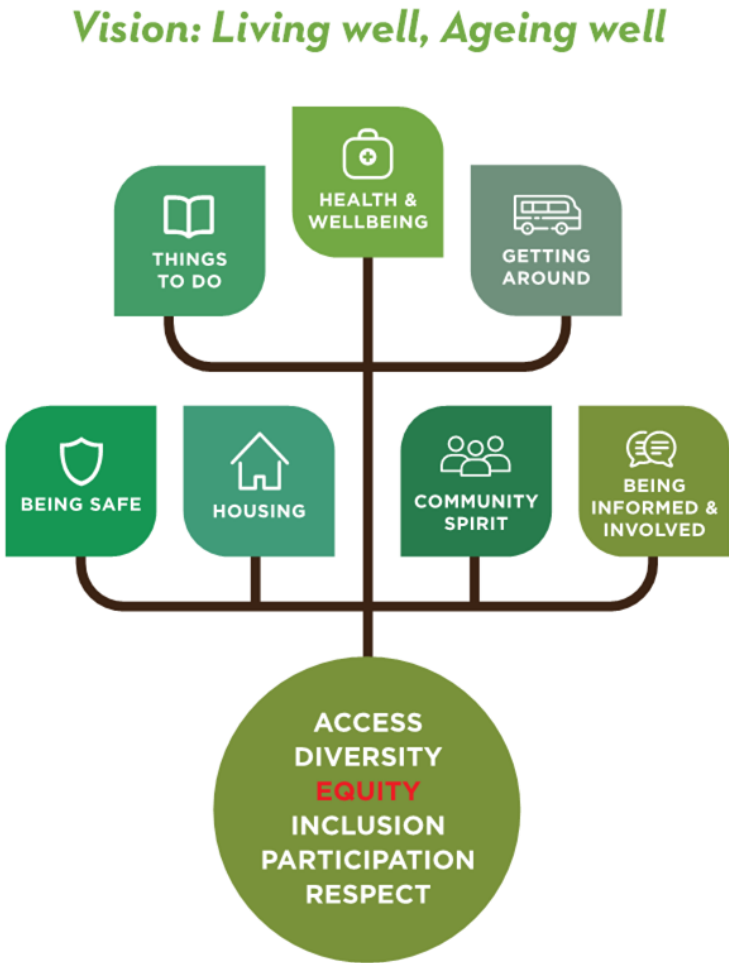 Vision: Living well, Ageing well
HEALTH &
WELLBEING
THINGS
TO DO
GETTING
AROUND
BEING SAFE
HOUSING
COMMUNITY
SPIRIT
BEING
INFORMED &
INVOLVED
ACCESS
DIVERSITY
EQUITY
INCLUSION
PARTICIPATION
RESPECT